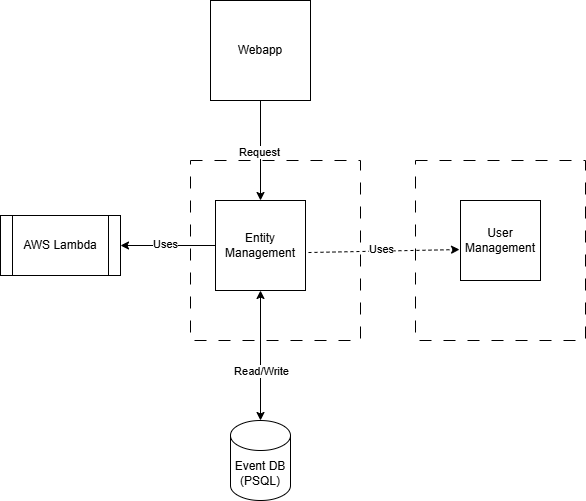 Webapp
Request
AWS Lambda
Uses
Entity
Management
Uses
User
Management
Read/Write
Event DB
(PSQL)